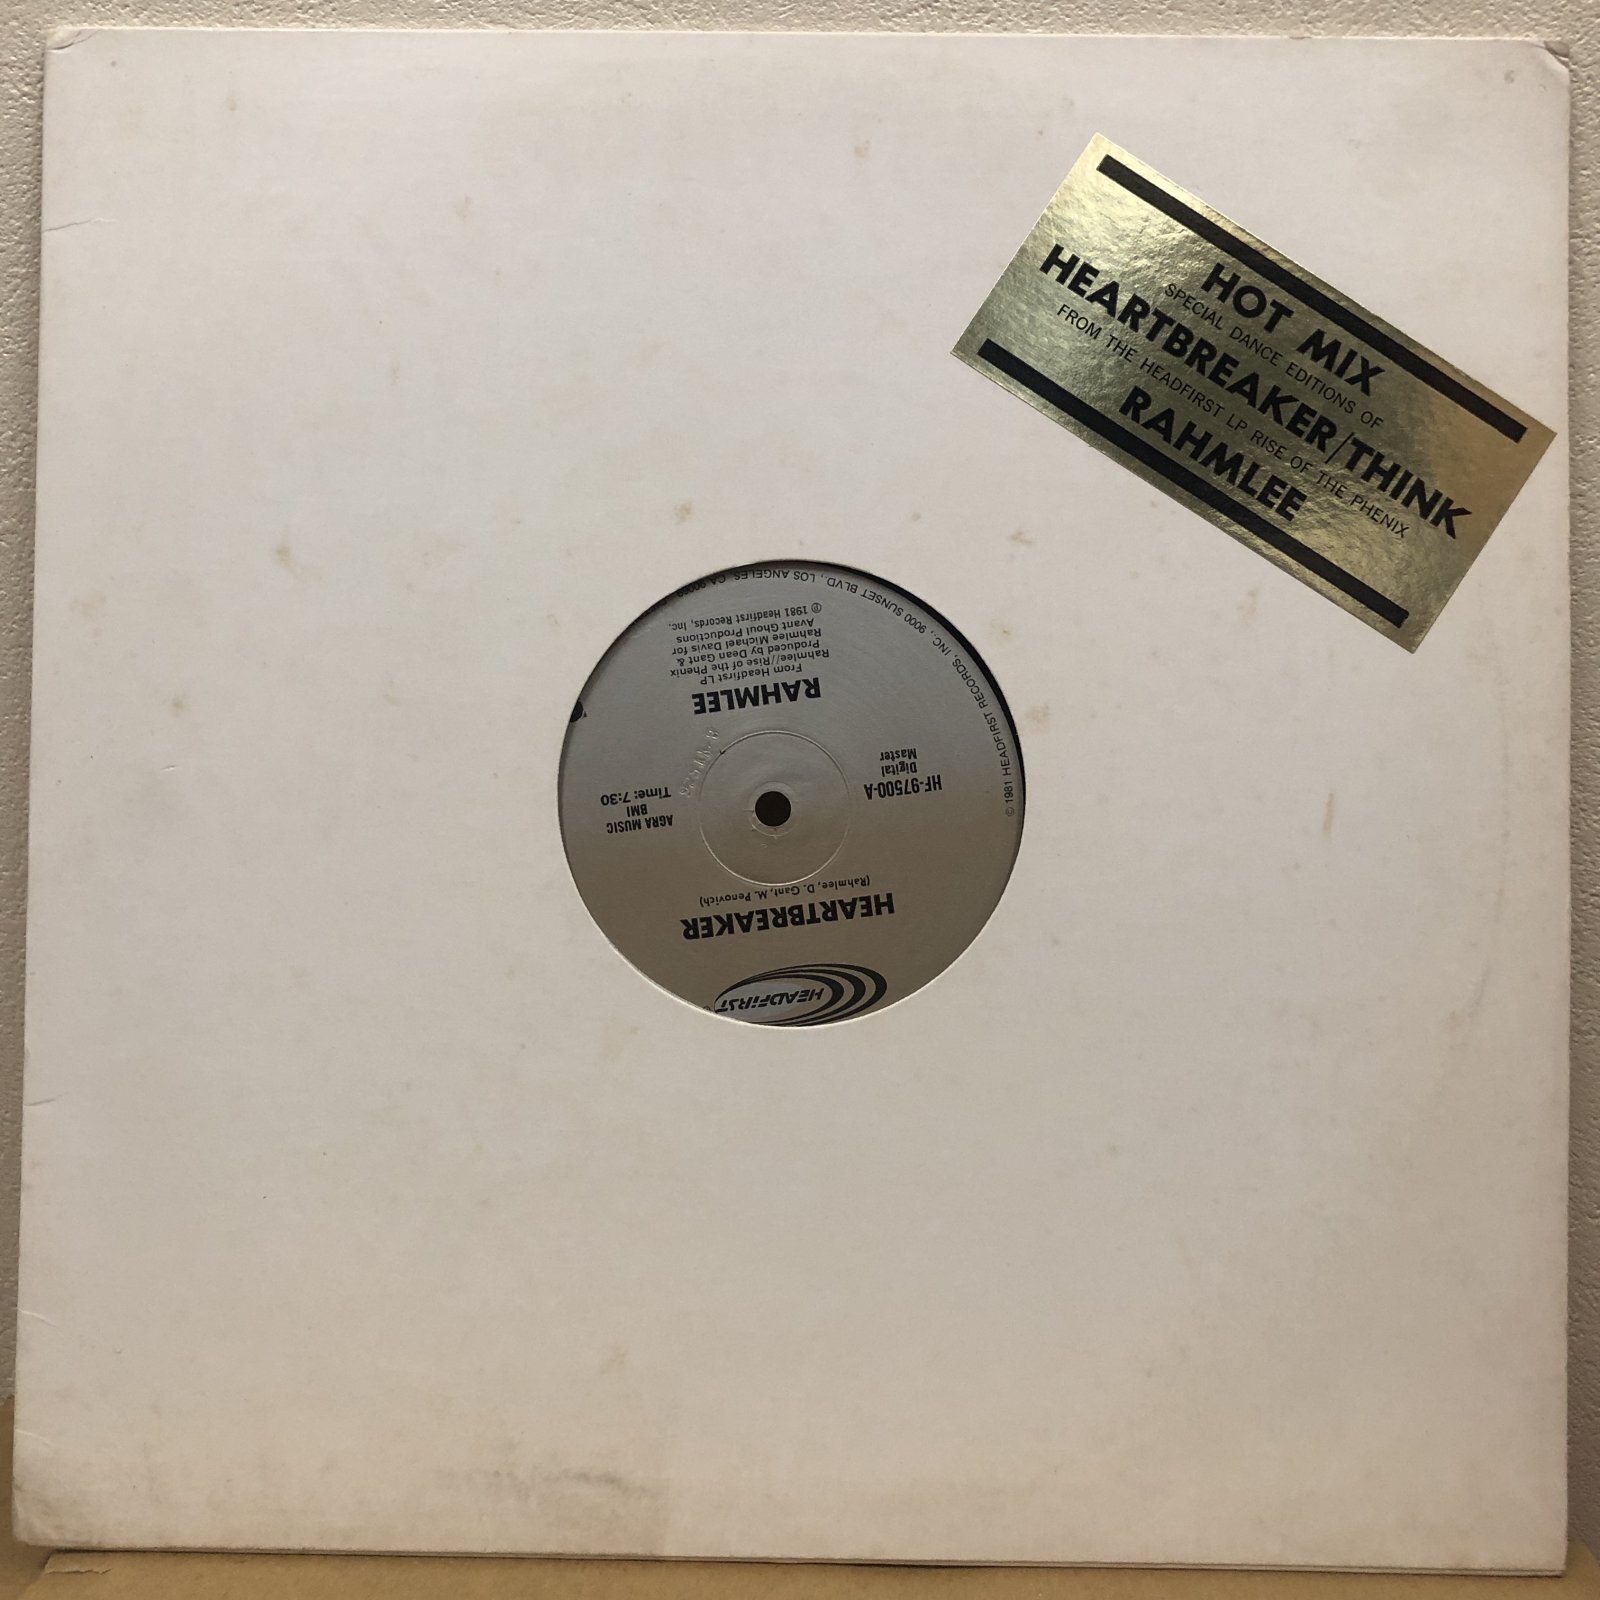 HOT MIX
SPECIAL DANCE EDITIONS OF
HEARTBREAKER/THINK
FROM THE HEADFIRST LP RISE OF THE PHENIX
RAHMLEE
HEADFIRST
HEARTBREAKER
(Rahmlee, D. Gant, M. Penovich)
HF-97500-A
Digital
Master
AGRA MUSIC
BMI
Time: 7:30
RAHMLEE
From Headfirst LP
Rahmlee//Rise of the Phenix
Produced by Dean Gant &
Rahmlee Michael Davis for
Avant Ghoul Productions
℗ 1981 Headfirst Records, Inc.
© 1981 HEADFIRST RECORDS, INC., 9000 SUNSET BLVD., LOS ANGELES, CA